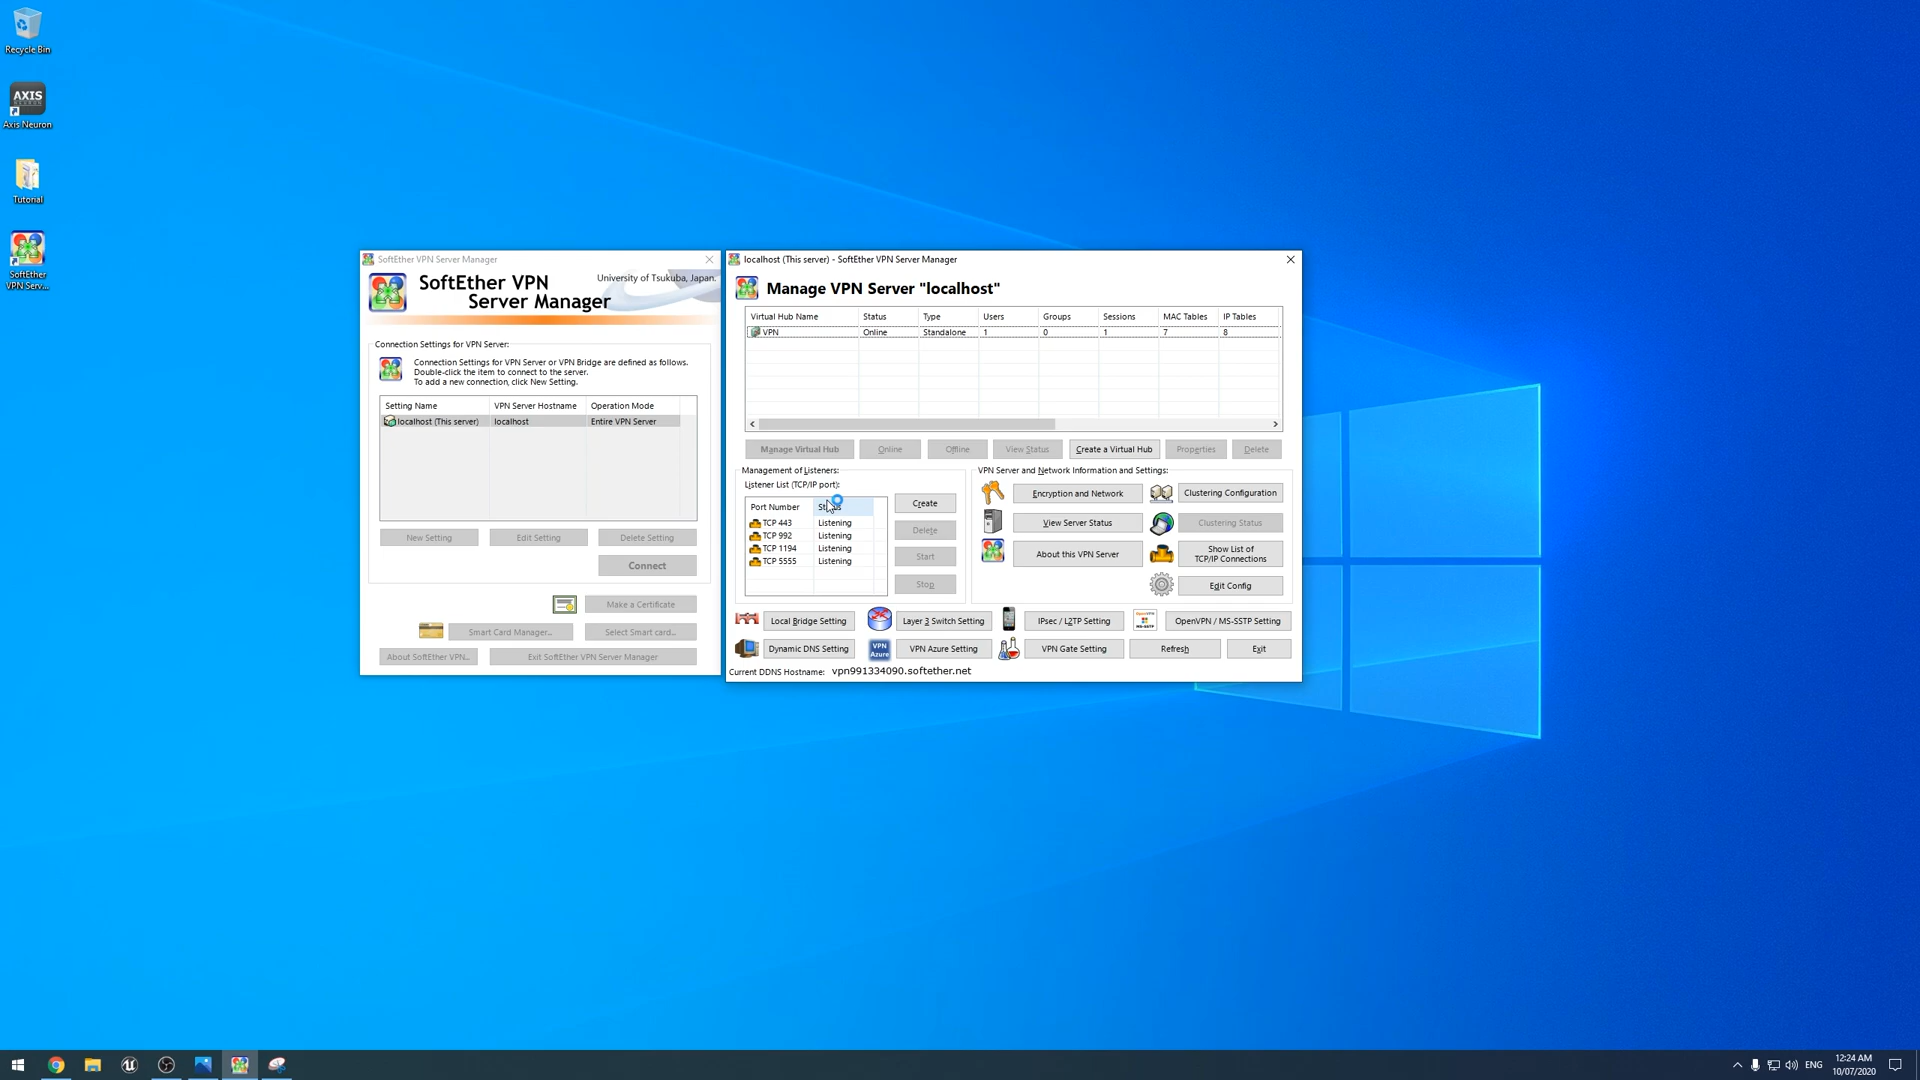 Recycle Bin
AXIS
Axis Neuron
Tutorial
SoftEther
VPN Serv...
SoftEther VPN Server Manager
University of Tsukuba, Japan.
SoftEther VPN
Server Manager
Connection Settings for VPN Server:
Connection Settings for VPN Server or VPN Bridge are defined as follows.
Double-click the item to connect to the server.
To add a new connection, click New Setting.
Setting Name VPN Server Hostname Operation Mode
localhost (This server) localhost Entire VPN Server
New Setting Edit Setting Delete Setting
Connect
Make a Certificate
Smart Card Manager... Select Smart card...
About SoftEther VPN... Exit SoftEther VPN Server Manager
localhost (This server) - SoftEther VPN Server Manager
Manage VPN Server "localhost"
Virtual Hub Name Status Type Users Groups Sessions MAC Tables IP Tables
VPN Online Standalone 1 0 1 7 8
Manage Virtual Hub Online Offline View Status Create a Virtual Hub Properties Delete
Management of Listeners:
Listener List (TCP/IP port):
Port Number
TCP 443 Listening
TCP 992 Listening
TCP 1194 Listening
TCP 5555 Listening
Create
Delete
Start
Stop
VPN Server and Network Information and Settings:
Encryption and Network Clustering Configuration
View Server Status Clustering Status
About this VPN Server Show List of
TCP/IP Connections
Edit Config
Local Bridge Setting Layer 3 Switch Setting IPsec / L2TP Setting OpenVPN / MS-SSTP Setting
Dynamic DNS Setting VPN Azure VPN Azure Setting VPN Gate Setting Refresh Exit
Current DDNS Hostname: vpn991334090.softether.net
ENG
12:24 AM
10/07/2020